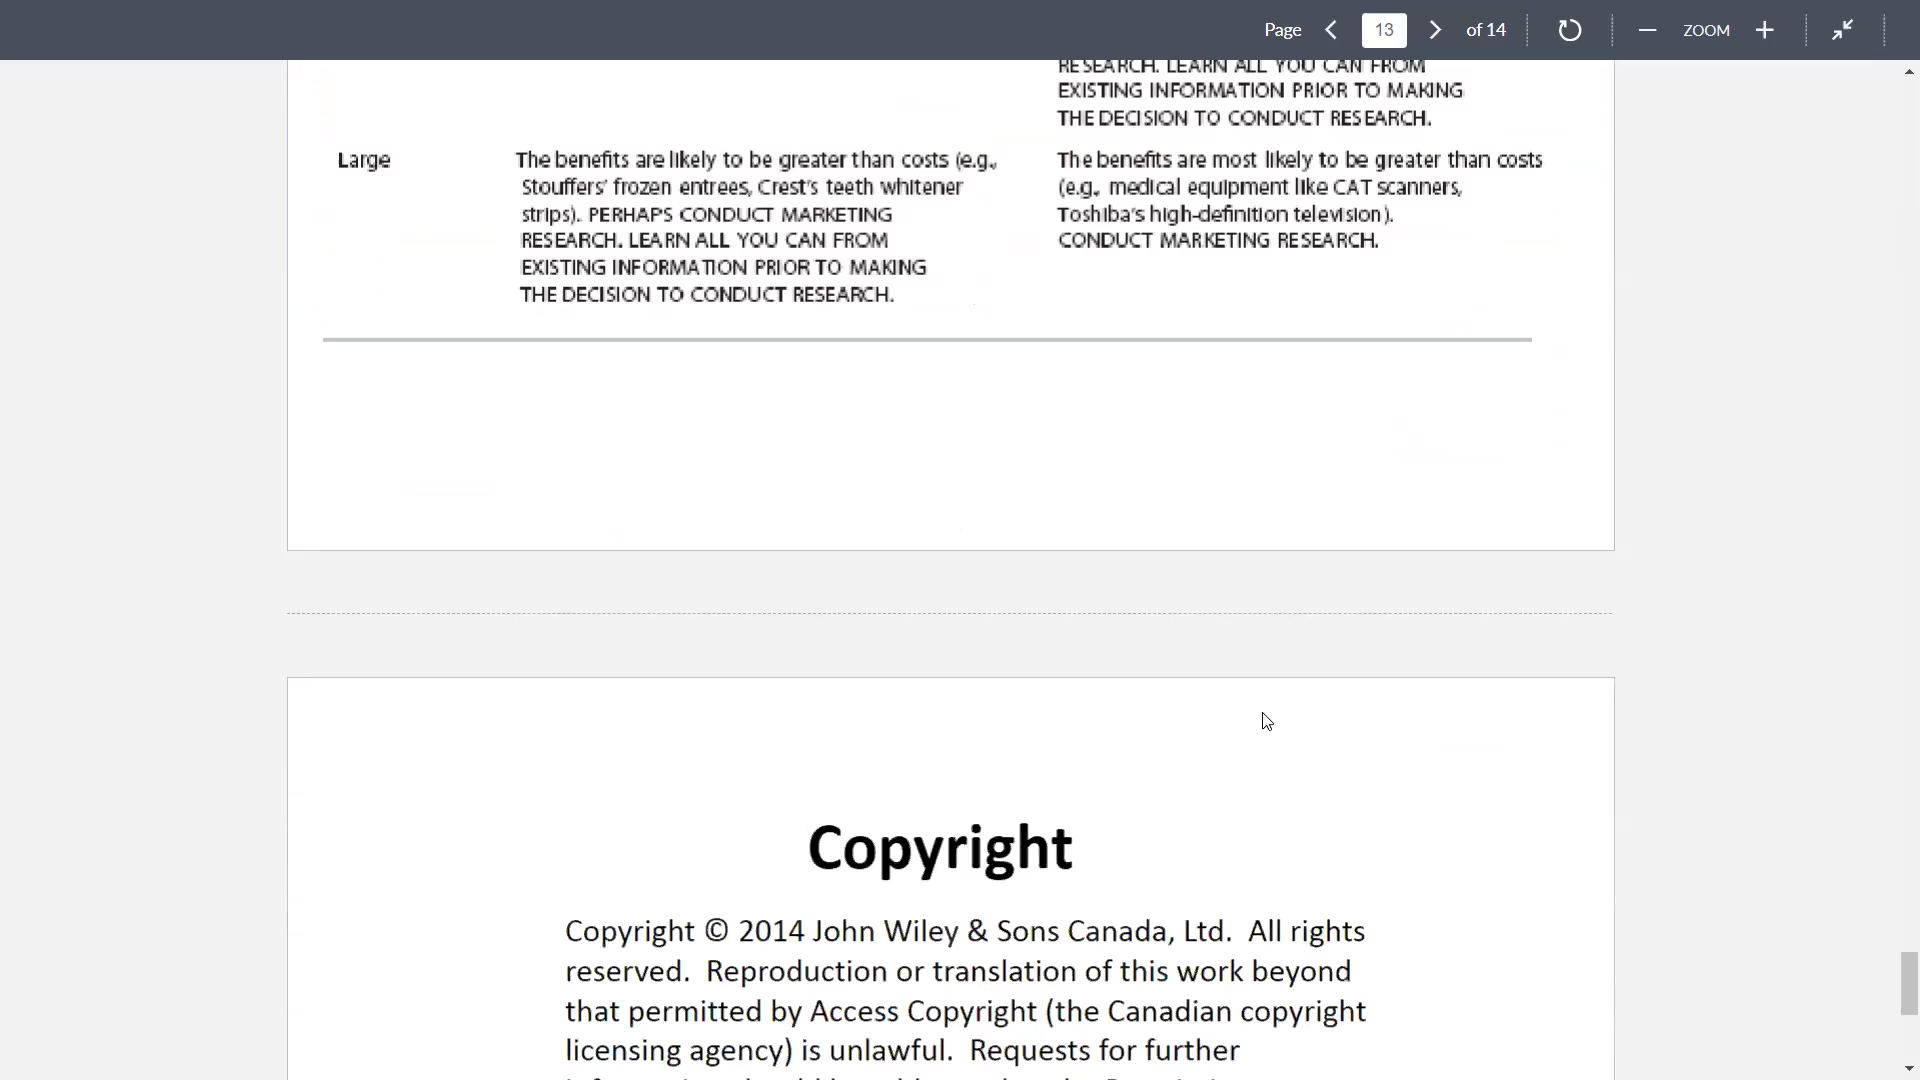 Page 13 of 14 ZOOM
RESEARCH. LEARN ALL YOU CAN FROM
EXISTING INFORMATION PRIOR TO MAKING
THE DECISION TO CONDUCT RESEARCH.
Large
The benefits are likely to be greater than costs (e.g.,
Stouffers' frozen entrees, Crest's teeth whitener
strips). PERHAPS CONDUCT MARKETING
RESEARCH. LEARN ALL YOU CAN FROM
EXISTING INFORMATION PRIOR TO MAKING
THE DECISION TO CONDUCT RESEARCH.
The benefits are most likely to be greater than costs
(e.g., medical equipment like CAT scanners,
Toshiba's high-definition television).
CONDUCT MARKETING RESEARCH.
Copyright
Copyright © 2014 John Wiley & Sons Canada, Ltd. All rights
reserved. Reproduction or translation of this work beyond
that permitted by Access Copyright (the Canadian copyright
licensing agency) is unlawful. Requests for further